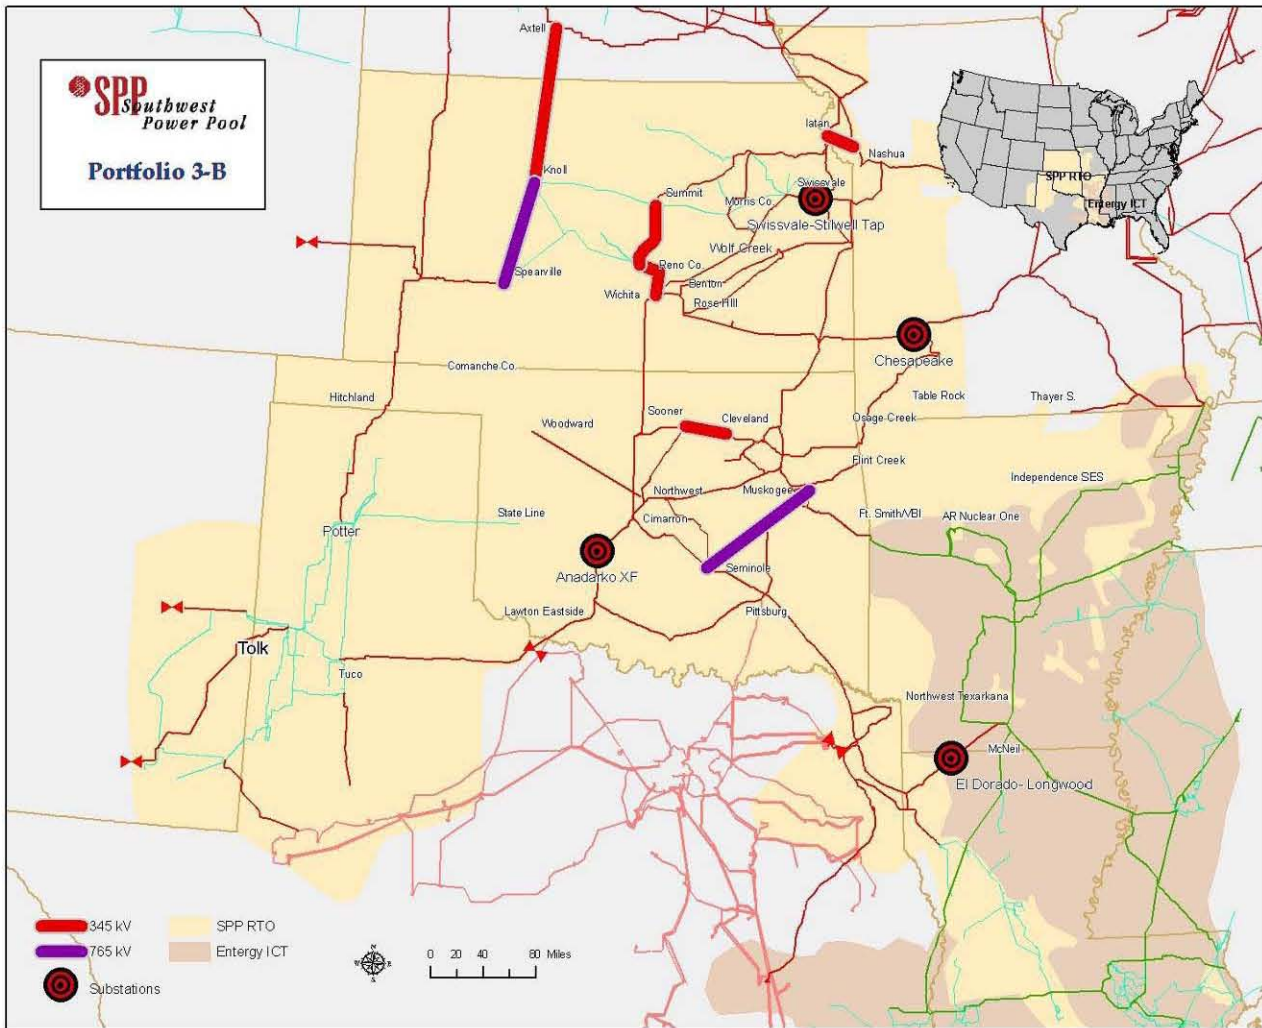 Axtell
SPP
Southwest
Power Pool
Portfolio 3-B
Iatan
Nashua
Knoll
Summit
Swissvale
Morris Co.
Swissvale-Stilwell Tap
SPP RTO
Entergy ICT
Wolf Creek
Spearville
Reno Co.
Benton
Wichita
Rose Hill
Chesapeake
Comanche Co.
Hitchland
Table Rock
Thayer S.
Sooner
Cleveland
Osage Creek
Woodward
Flint Creek
Independence SES
Northwest
Muskogee
State Line
Cimarron
Ft. Smith/VBI
AR Nuclear One
Potter
Anadarko XF
Seminole
Lawton Eastside
Pittsburg
Tolk
Tuco
Northwest Texarkana
McNeil
El Dorado- Longwood
345 kV
SPP RTO
765 kV
Entergy ICT
Substations
N
W
E
S
0 20 40 80 Miles